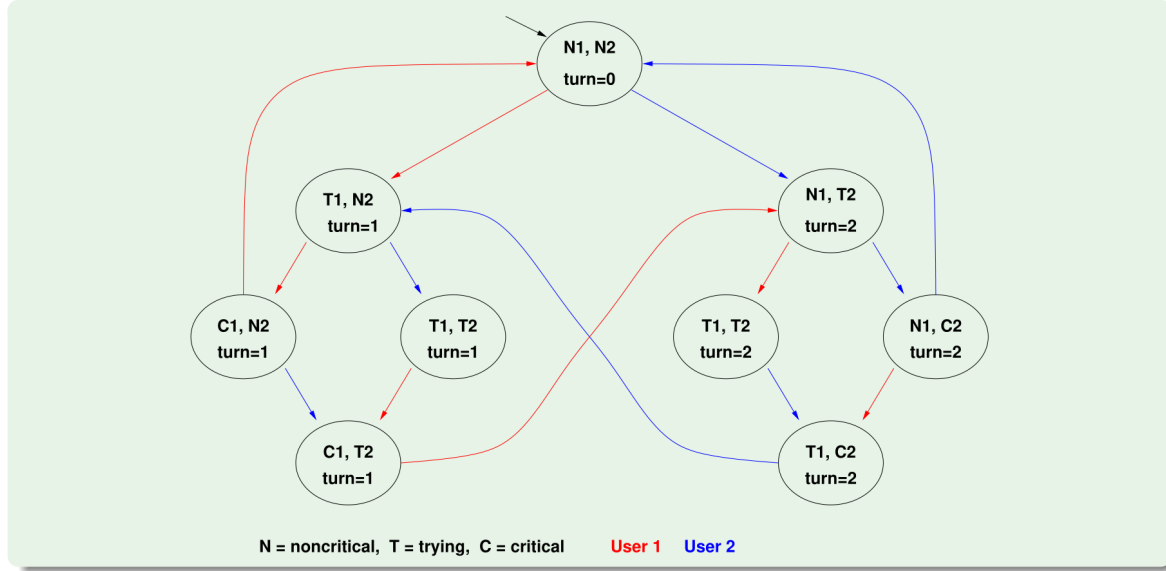 N1, N2
turn=0
T1, N2
turn=1
N1, T2
turn=2
C1, N2
turn=1
T1, T2
turn=1
T1, T2
turn=2
N1, C2
turn=2
C1, T2
turn=1
T1, C2
turn=2
N = noncritical, T = trying, C = critical User 1 User 2